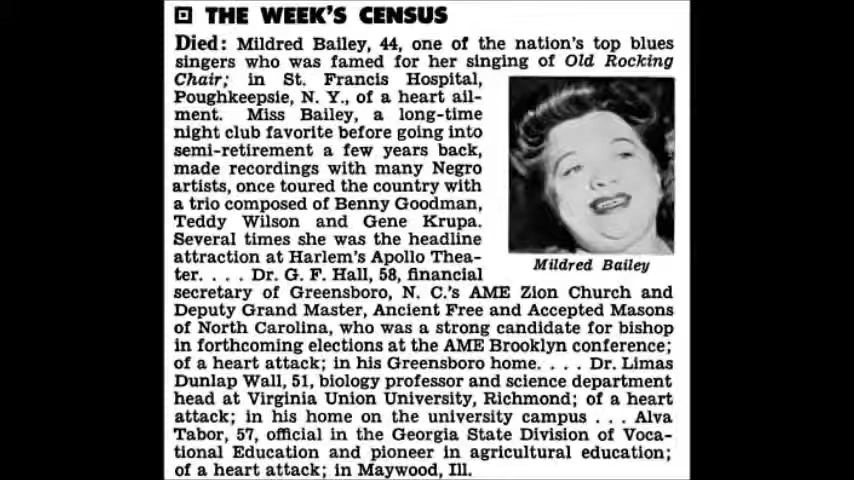 THE WEEK'S CENSUS
Died: Mildred Bailey, 44, one of the nation's top blues
singers who was famed for her singing of Old Rocking
Chair; in St. Francis Hospital,
Poughkeepsie, N. Y., of a heart ail-
ment. Miss Bailey, a long-time
night club favorite before going into
semi-retirement a few years back,
made recordings with many Negro
artists, once toured the country with
a trio composed of Benny Goodman,
Teddy Wilson and Gene Krupa.
Several times she was the headline
attraction at Harlem's Apollo Thea-
ter. . . . Dr. G. F. Hall, 58, financial
Mildred Bailey
secretary of Greensboro, N. C.'s AME Zion Church and
Deputy Grand Master, Ancient Free and Accepted Masons
of North Carolina, who was a strong candidate for bishop
in forthcoming elections at the AME Brooklyn conference;
of a heart attack; in his Greensboro home. . . . Dr. Limas
Dunlap Wall, 51, biology professor and science department
head at Virginia Union University, Richmond; of a heart
attack; in his home on the university campus . . . Alva
Tabor, 57, official in the Georgia State Division of Voca-
tional Education and pioneer in agricultural education;
of a heart attack; in Maywood, Ill.